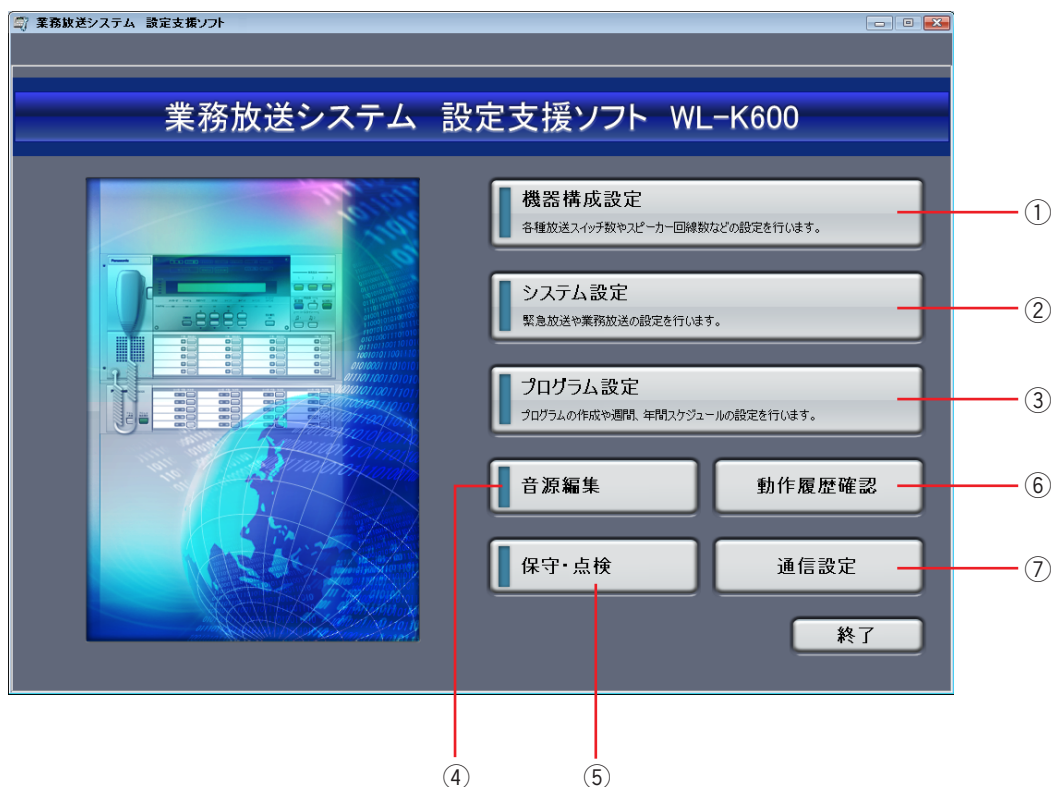 業務放送システム 設定支援ソフト
業務放送システム 設定支援ソフト WL-K600
機器構成設定
各種放送スイッチ数やスピーカー回線数などの設定を行います。
①
システム設定
緊急放送や業務放送の設定を行います。
②
プログラム設定
プログラムの作成や週間、年間スケジュールの設定を行います。
③
音源編集
動作履歴確認
⑥
保守・点検
通信設定
⑦
終了
④
⑤